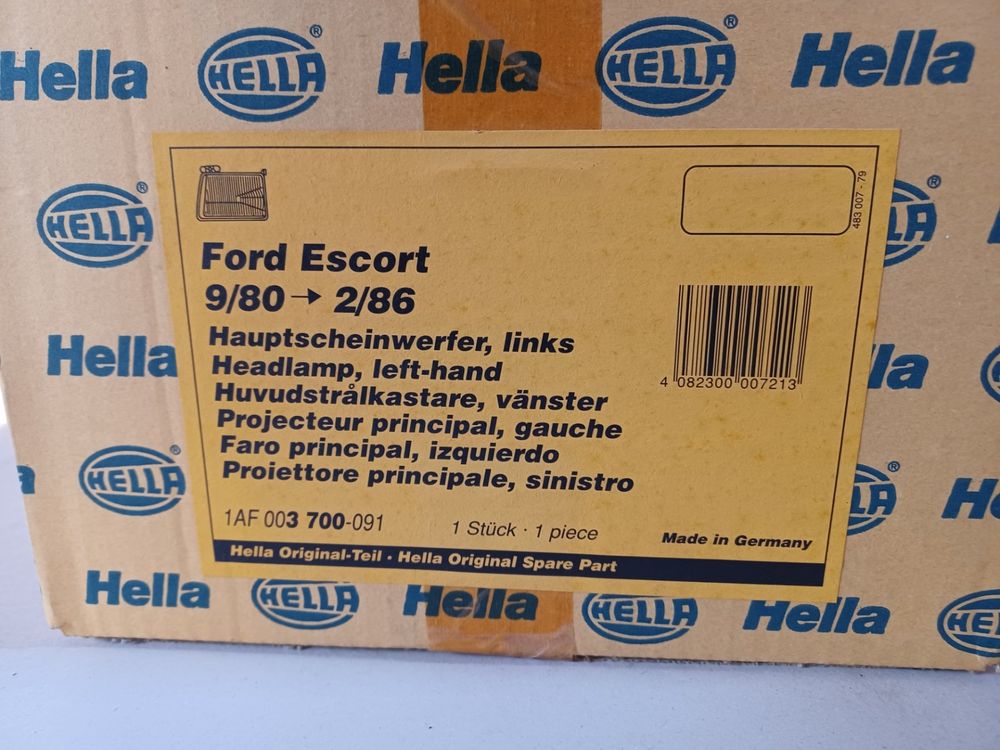 Hella HELLA® Hella HELLA® Hella
HELLA®
483 007 - 79
Ford Escort
9/80 → 2/86
Hauptscheinwerfer, links
Headlamp, left-hand
Huvudstrålkastare, vänster
Projecteur principal, gauche
Faro principal, izquierdo
Proiettore principale, sinistro
4 082300 007213
Hella
HELLA®
1AF 003 700-091
1 Stück · 1 piece
Made in Germany
Hella Original-Teil · Hella Original Spare Part
Hella HELLA Hella HELLA Hella